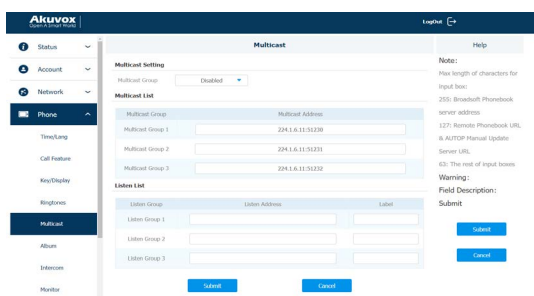 Akuvox
Open A Smart World
LogOut
Status
Account
Network
Phone
Time/Lang
Call Feature
Key/Display
Ringtones
Multicast
Album
Intercom
Monitor
Multicast
Multicast Setting
Multicast Group Disabled
Multicast List
Multicast Group Multicast Address
Multicast Group 1 224.1.6.11:51230
Multicast Group 2 224.1.6.11:51231
Multicast Group 3 224.1.6.11:51232
Listen List
Listen Group Listen Address Label
Listen Group 1
Listen Group 2
Listen Group 3
Submit Cancel
Help
Note:
Max length of characters for
input box:
255: Broadsoft Phonebook
server address
127: Remote Phonebook URL
& AUTOP Manual Update
Server URL
63: The rest of input boxes
Warning:
Field Description:
Submit
Submit
Cancel